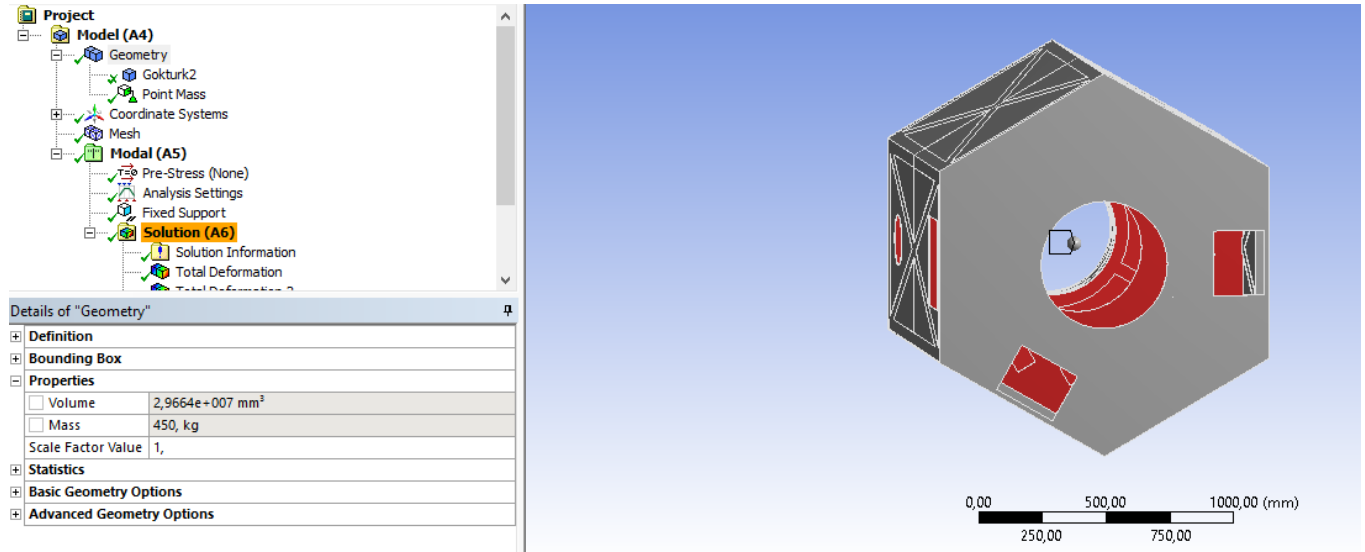 Project
Model (A4)
Geometry
Gokturk2
Point Mass
Coordinate Systems
Mesh
Modal (A5)
T=0 Pre-Stress (None)
Analysis Settings
Fixed Support
Solution (A6)
Solution Information
Total Deformation
Details of "Geometry"
Definition
Bounding Box
Properties
Volume 2,9664e+007 mm³
Mass 450, kg
Scale Factor Value 1,
Statistics
Basic Geometry Options
Advanced Geometry Options
0,00 500,00 1000,00 (mm)
250,00 750,00